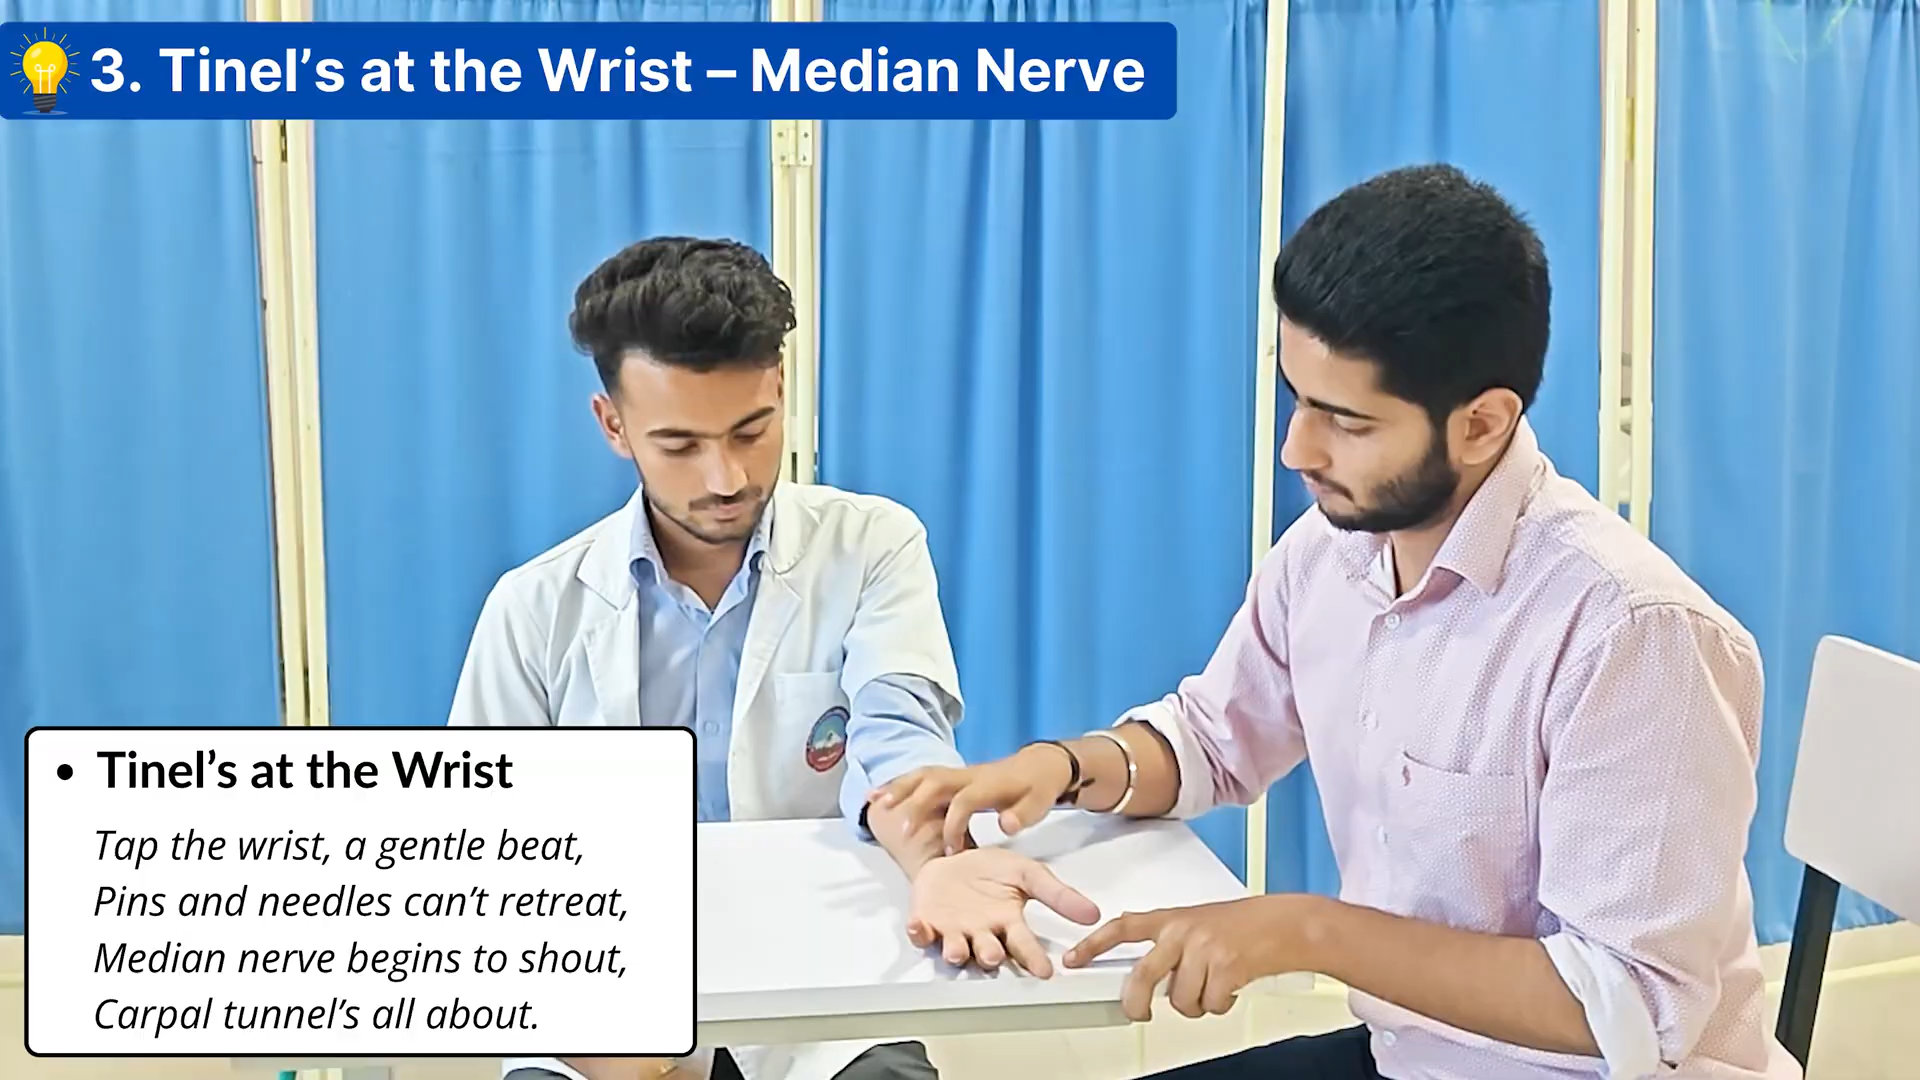 3. Tinel’s at the Wrist – Median Nerve
• Tinel’s at the Wrist
Tap the wrist, a gentle beat,
Pins and needles can’t retreat,
Median nerve begins to shout,
Carpal tunnel’s all about.